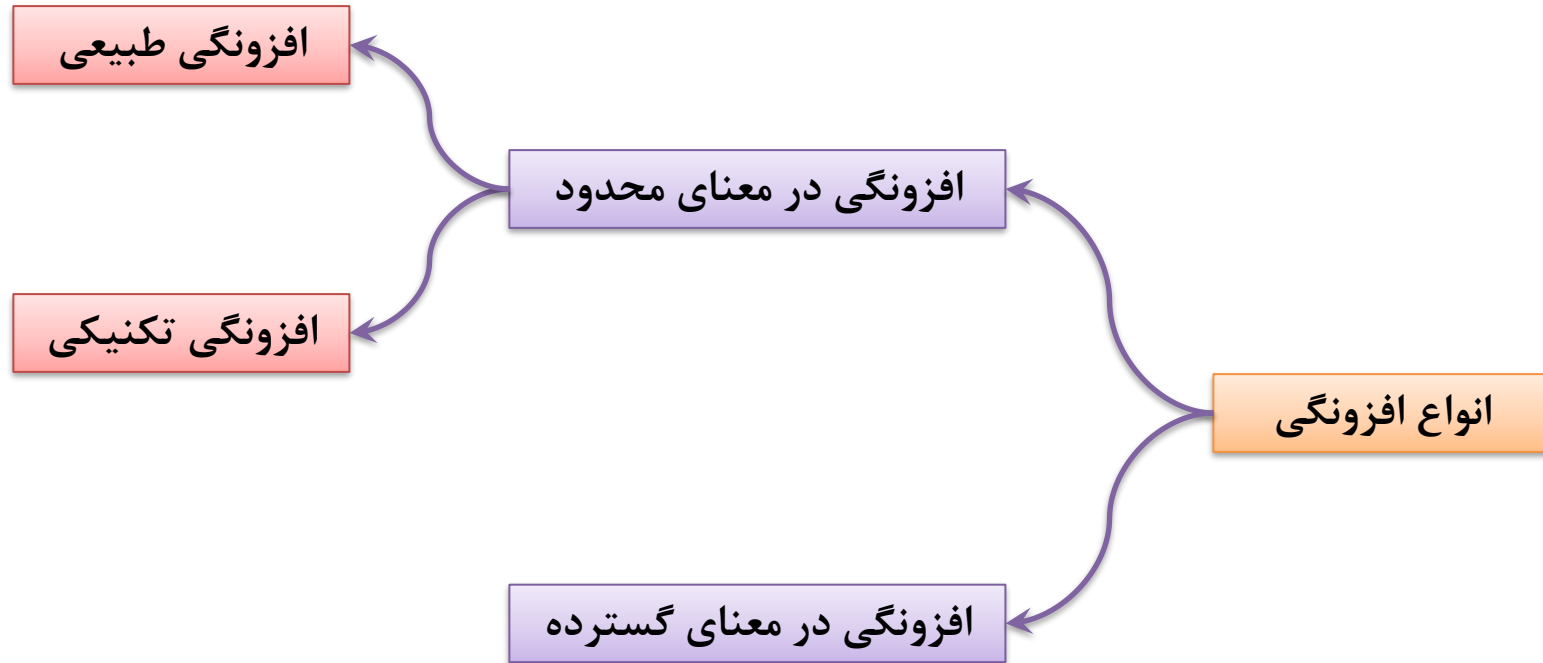 افزونگی طبیعی
افزونگی در معنای محدود
افزونگی تکنیکی
انواع افزونگی
افزونگی در معنای گسترده